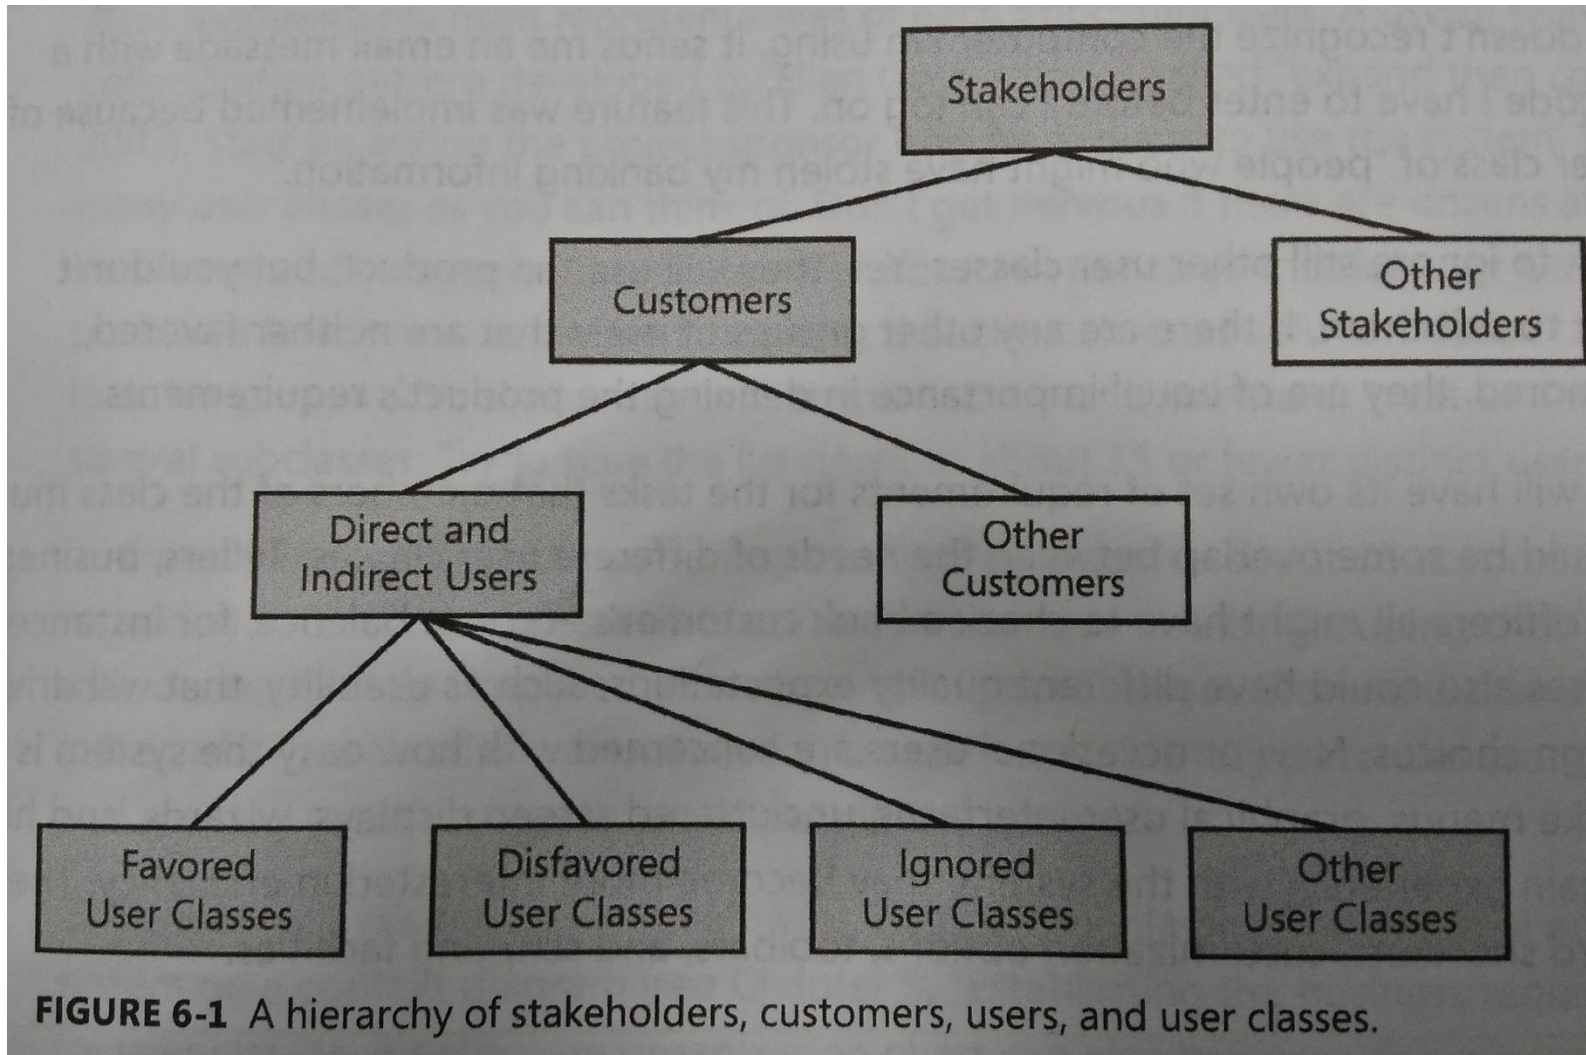 Stakeholders
Customers
Other
Stakeholders
Direct and
Indirect Users
Other
Customers
Favored
User Classes
Disfavored
User Classes
Ignored
User Classes
Other
User Classes
FIGURE 6-1 A hierarchy of stakeholders, customers, users, and user classes.